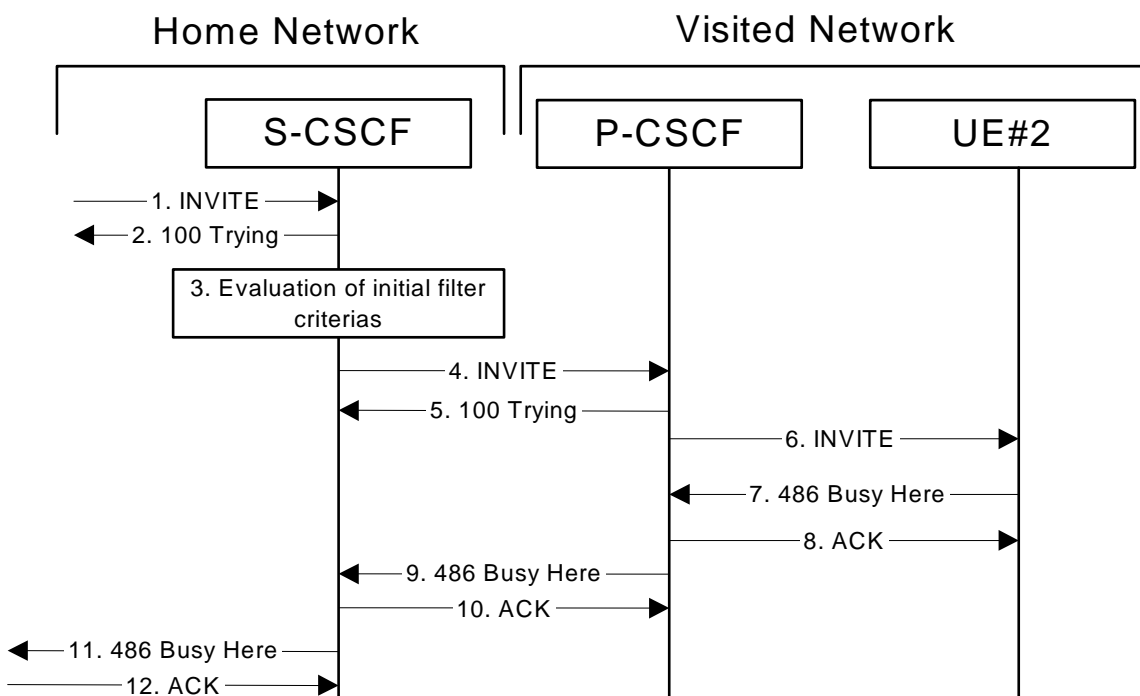 Home Network
Visited Network
S-CSCF
P-CSCF
UE#2
1. INVITE
2. 100 Trying
3. Evaluation of initial filter
criterias
4. INVITE
5. 100 Trying
6. INVITE
7. 486 Busy Here
8. ACK
9. 486 Busy Here
10. ACK
11. 486 Busy Here
12. ACK